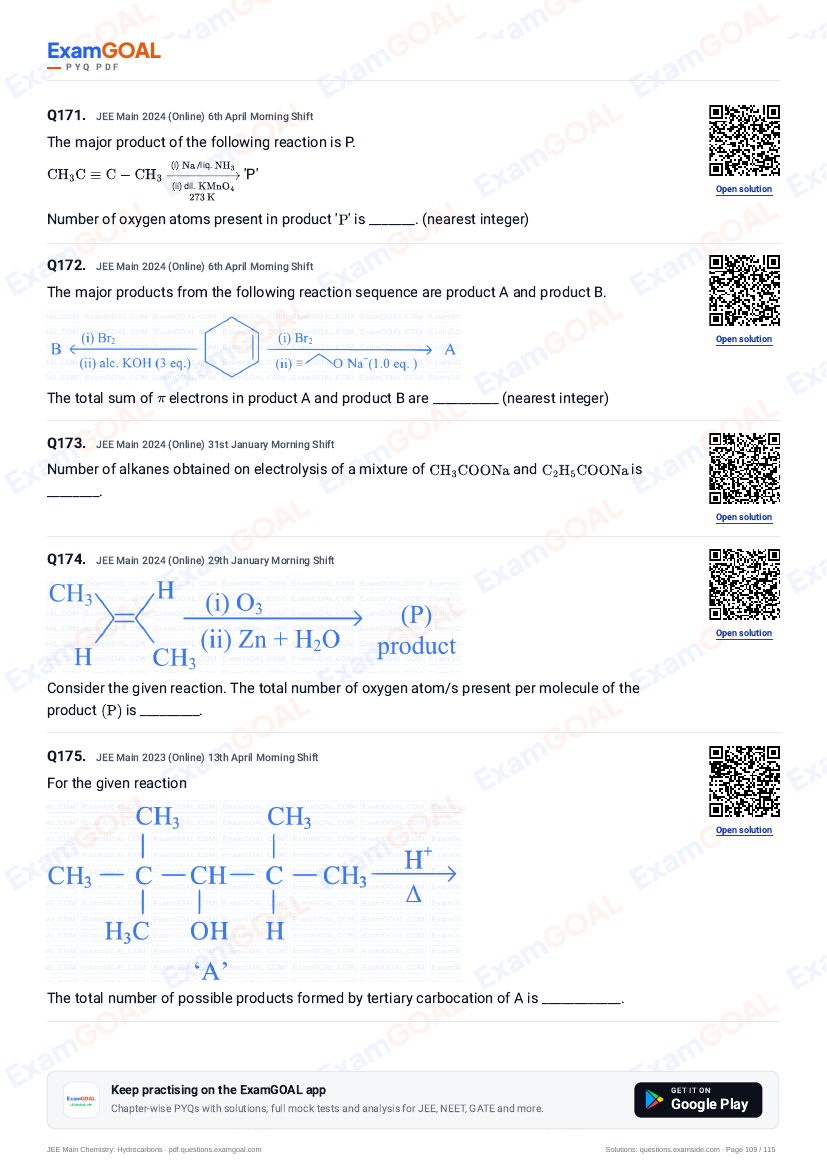 ExamGOAL
PYQ PDF
Q171. JEE Main 2024 (Online) 6th April Morning Shift
The major product of the following reaction is P.
CH₃C ≡ C − CH₃ (i) Na/liq. NH₃ (ii) dil. KMnO₄ 273 K → 'P'
Number of oxygen atoms present in product 'P' is _______. (nearest integer)
Open solution
Q172. JEE Main 2024 (Online) 6th April Morning Shift
The major products from the following reaction sequence are product A and product B.
B ← (i) Br₂ (ii) alc. KOH (3 eq.) (i) Br₂ (ii) ≡ O Na⁺(1.0 eq. ) → A
The total sum of π electrons in product A and product B are __________ (nearest integer)
Open solution
Q173. JEE Main 2024 (Online) 31st January Morning Shift
Number of alkanes obtained on electrolysis of a mixture of CH₃COONa and C₂H₅COONa is
________.
Open solution
Q174. JEE Main 2024 (Online) 29th January Morning Shift
CH₃ H
(i) O₃ (P)
(ii) Zn + H₂O product
H CH₃
Consider the given reaction. The total number of oxygen atom/s present per molecule of the
product (P) is _________.
Open solution
Q175. JEE Main 2023 (Online) 13th April Morning Shift
For the given reaction
CH₃ CH₃
CH₃ — C — CH — C — CH₃ H⁺ Δ →
H₃C OH H
'A'
The total number of possible products formed by tertiary carbocation of A is ____________.
Open solution
Keep practising on the ExamGOAL app
Chapter-wise PYQs with solutions, full mock tests and analysis for JEE, NEET, GATE and more.
GET IT ON
Google Play
JEE Main Chemistry: Hydrocarbons · pdf.questions.examgoal.com
Solutions: questions.examside.com · Page 109 / 115